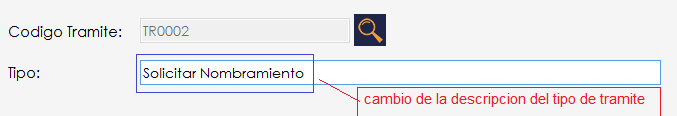 Codigo Tramite: TR0002
Tipo: Solicitar Nombramiento
cambio de la descripcion del tipo de tramite